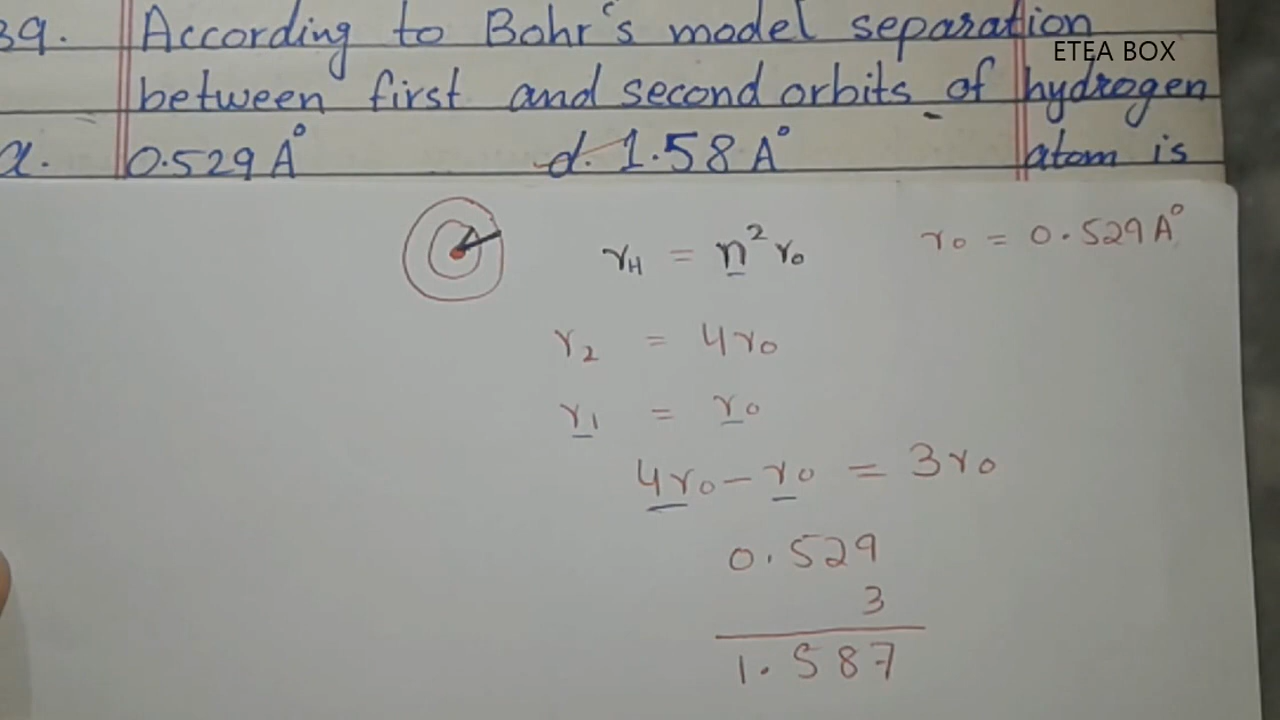 39. According to Bohr's model separation
ETEA BOX
between first and second orbits of hydrogen
a. 0.529 A° d. 1.58 A° atom is
rH = n² r₀ r₀ = 0.529 A°
r₂ = 4r₀
r₁ = r₀
4r₀ - r₀ = 3r₀
0.529
3
1.587